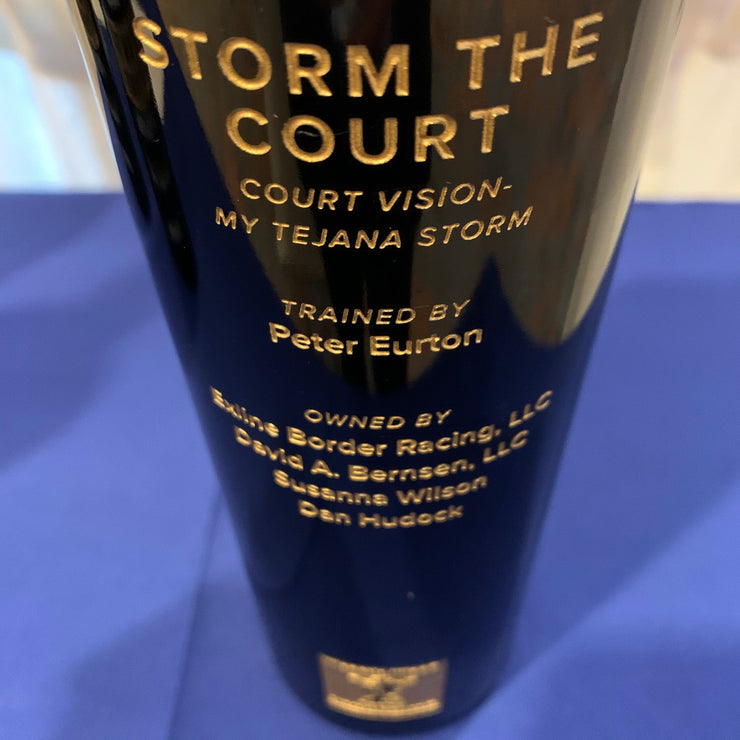 STORM THE
COURT
COURT VISION-
MY TEJANA STORM
TRAINED BY
Peter Eurton
OWNED BY
Exline Border Racing, LLC
David A. Bernsen, LLC
Susanna Wilson
Dan Hudock